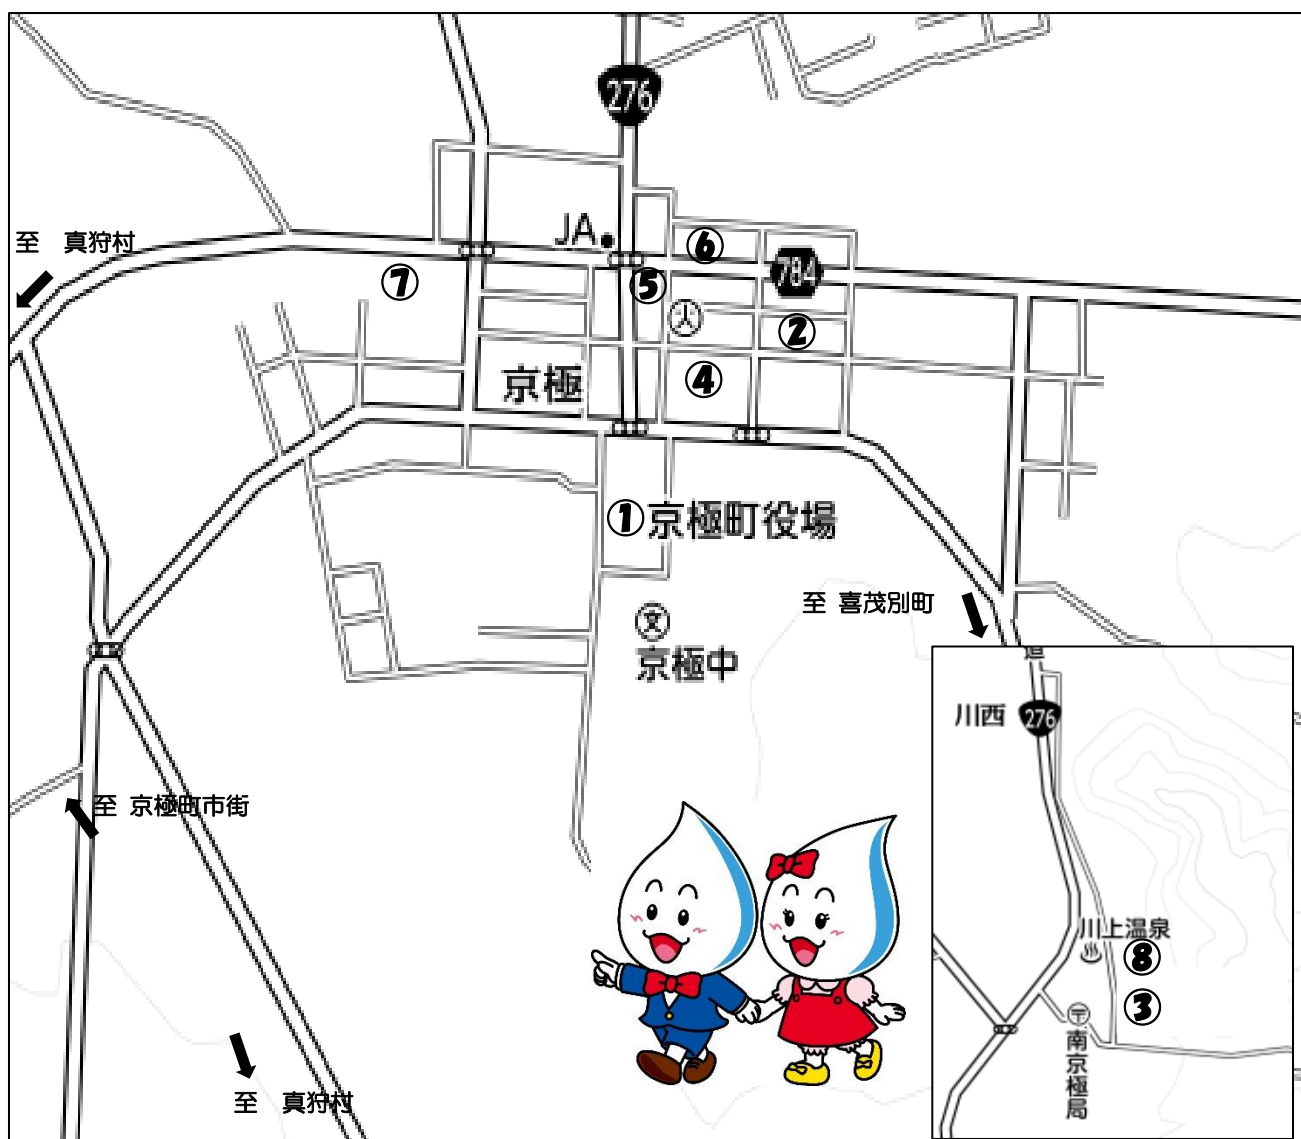 276
JA
至 真狩村
⑥
784
⑦
⑤
②
京極
④
①京極町役場
至 喜茂別町
文
京極中
川西
276
至 京極町市街
川上温泉
⑧
③
〒
南京極局
至 真狩村